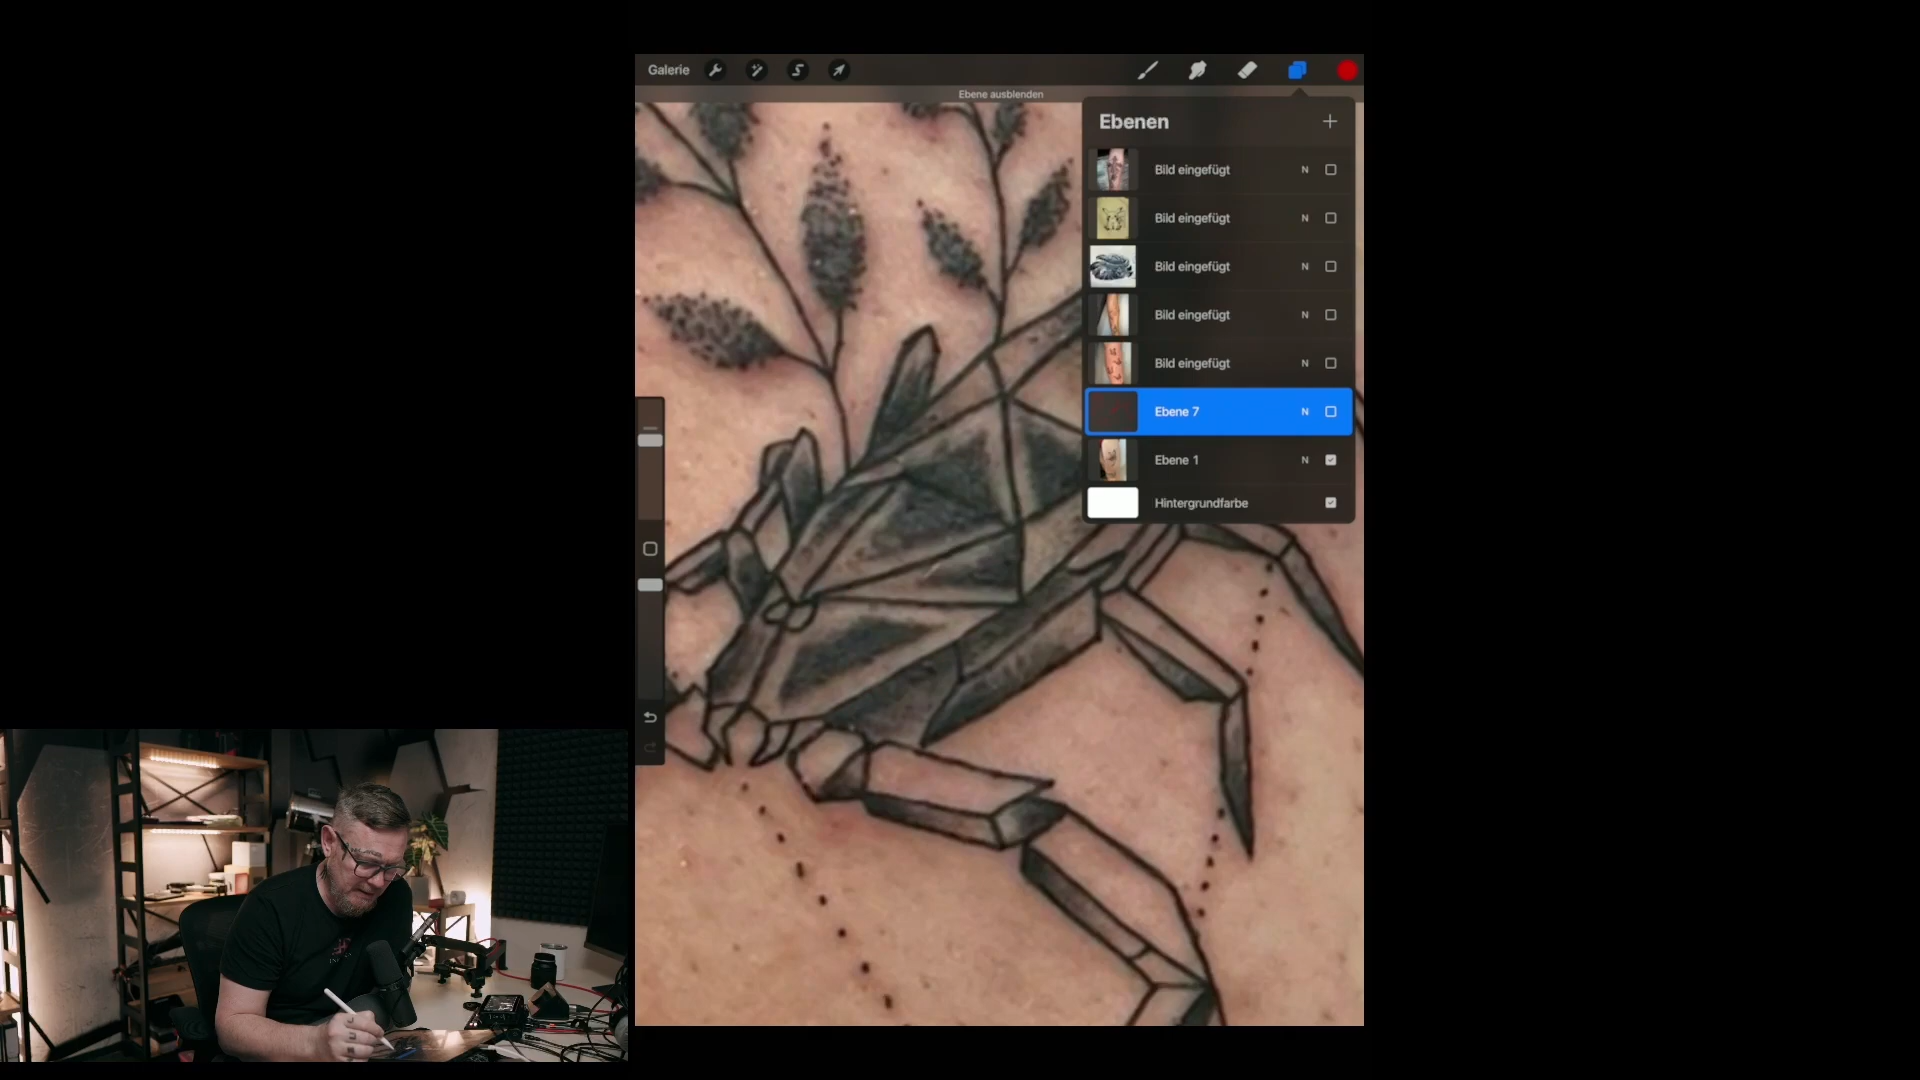 Galerie
Ebene ausblenden
Ebenen
Bild eingefügt N
Bild eingefügt N
Bild eingefügt N
Bild eingefügt N
Bild eingefügt N
Ebene 7 N
Ebene 1 N
Hintergrundfarbe